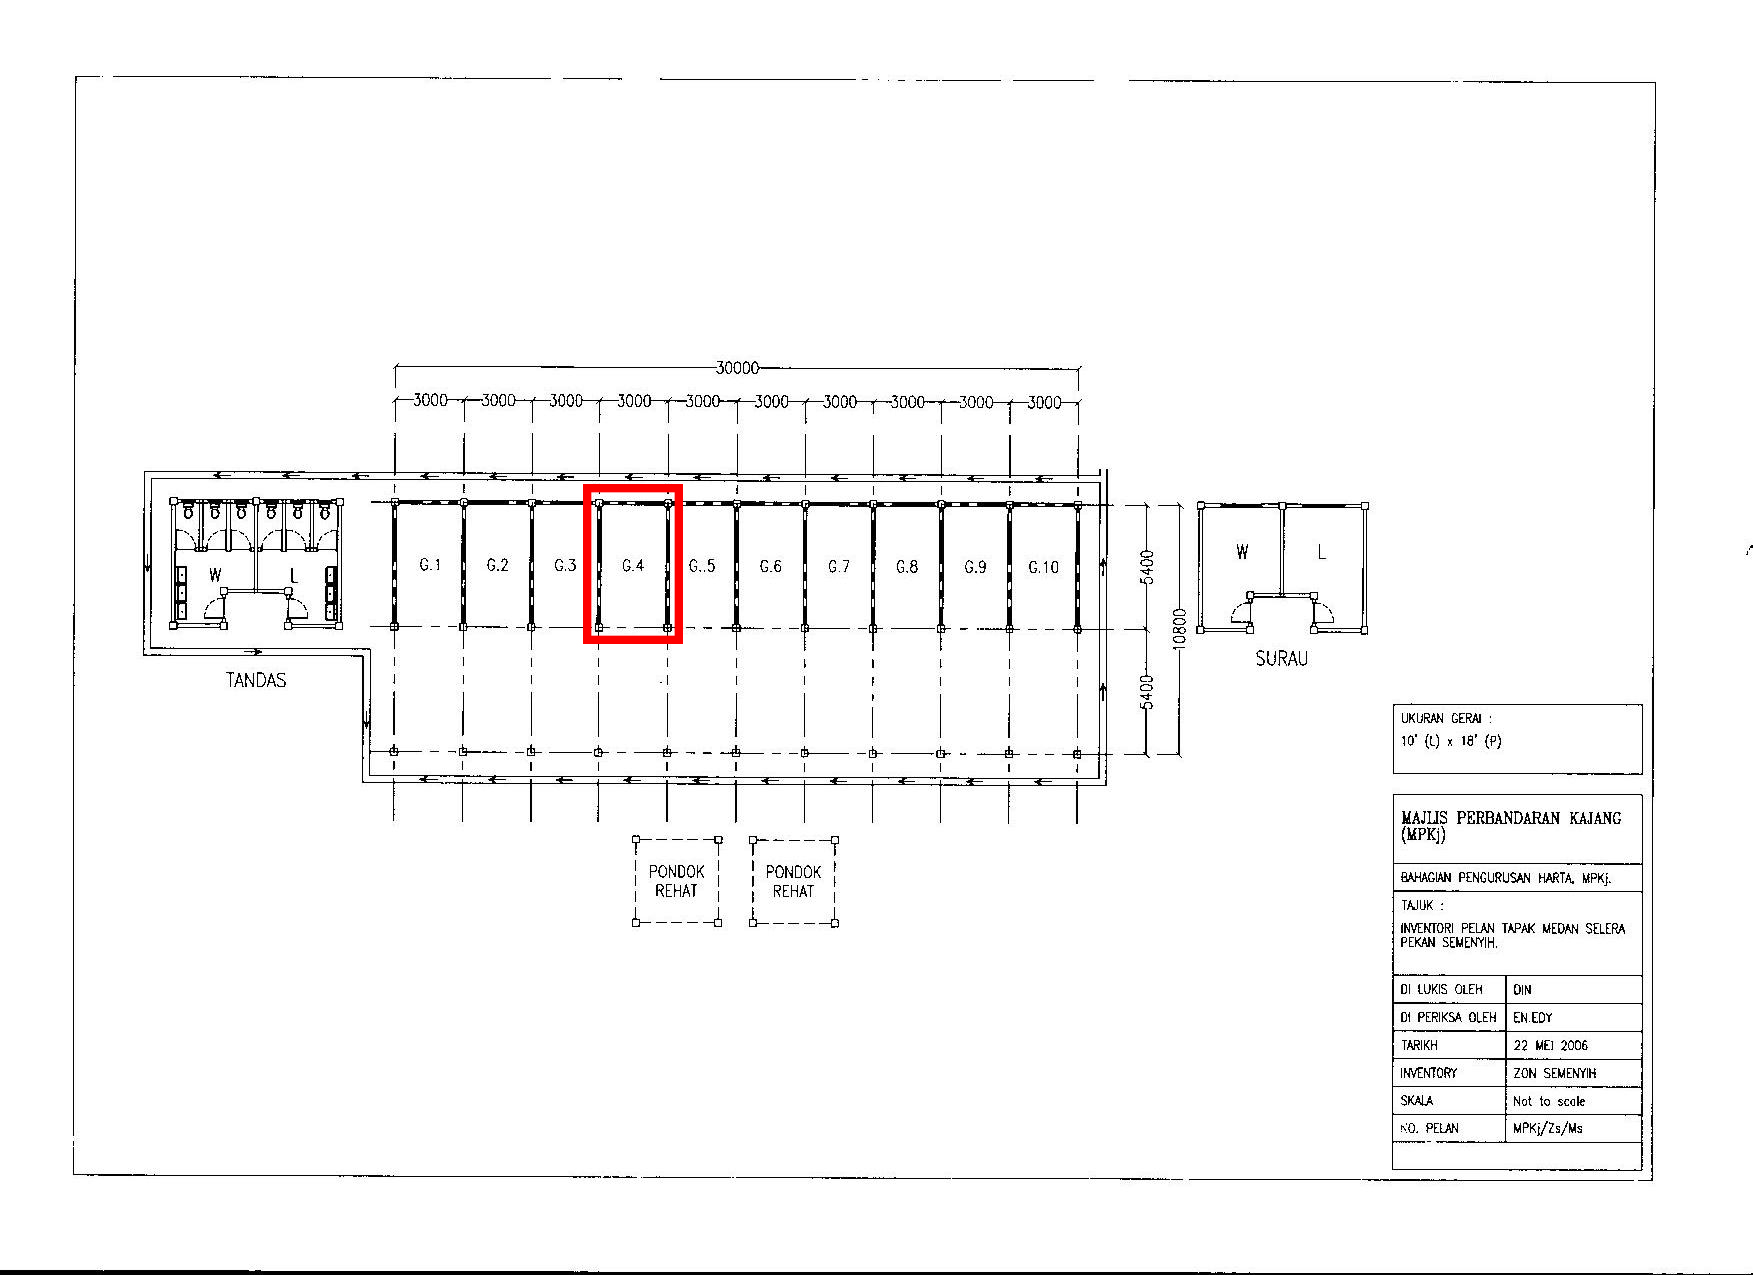 30000
3000 3000 3000 3000 3000 3000 3000 3000 3000 3000
G.1 G.2 G.3 G.4 G..5 G.6 G.7 G.8 G.9 G.10
5400
5400
10800
W L
TANDAS
W L
SURAU
PONDOK
REHAT
PONDOK
REHAT
UKURAN GERAI :
10' (L) x 18' (P)
MAJLIS PERBANDARAN KAJANG
(MPKj)
BAHAGIAN PENGURUSAN HARTA, MPKj.
TAJUK :
INVENTORI PELAN TAPAK MEDAN SELERA
PEKAN SEMENYIH.
DI LUKIS OLEH DIN
DI PERIKSA OLEH EN.EDY
TARIKH 22 MEI 2006
INVENTORY ZON SEMENYIH
SKALA Not to scale
NO. PELAN MPKj/Zs/Ms